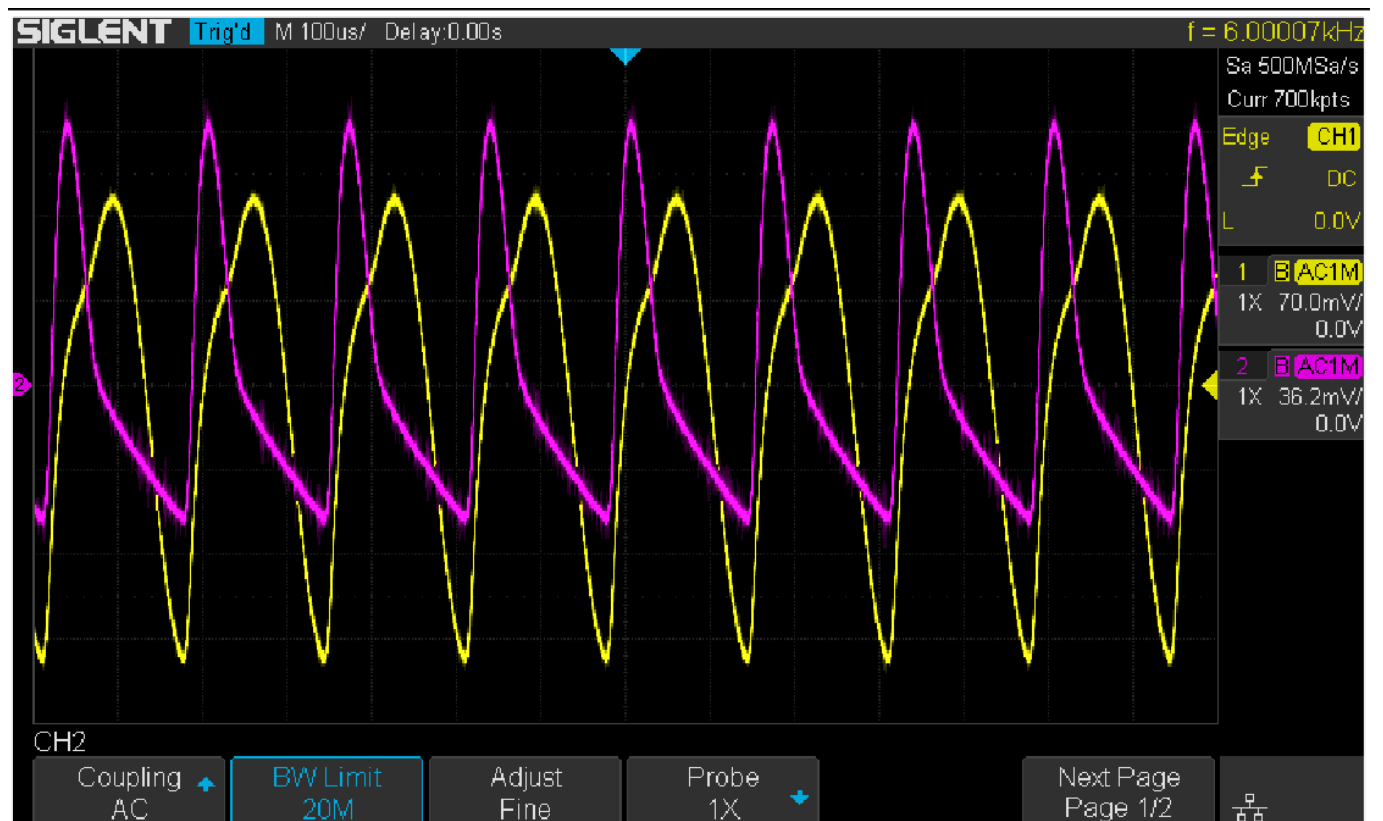 SIGLENT Trig'd M 100us/ Delay:0.00s f = 6.00007kHz
Sa 500MSa/s
Curr 700kpts
Edge CH1
DC
L 0.0V
1 B AC1M
1X 70.0mV/
0.0V
2 B AC1M
1X 36.2mV/
0.0V
2
CH2
Coupling BW Limit Adjust Probe Next Page
AC 20M Fine 1X Page 1/2